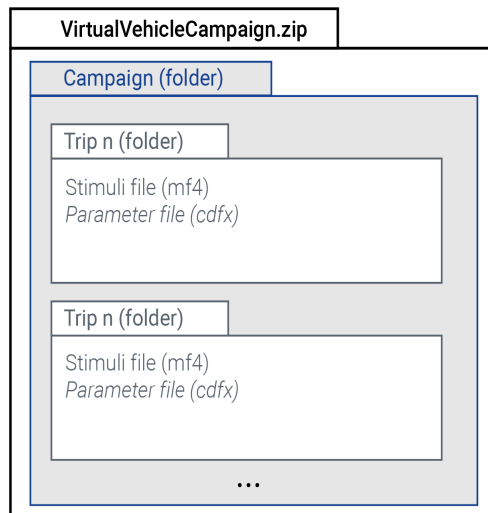 VirtualVehicleCampaign.zip
Campaign (folder)
Trip n (folder)
Stimuli file (mf4)
Parameter file (cdfx)
Trip n (folder)
Stimuli file (mf4)
Parameter file (cdfx)
...